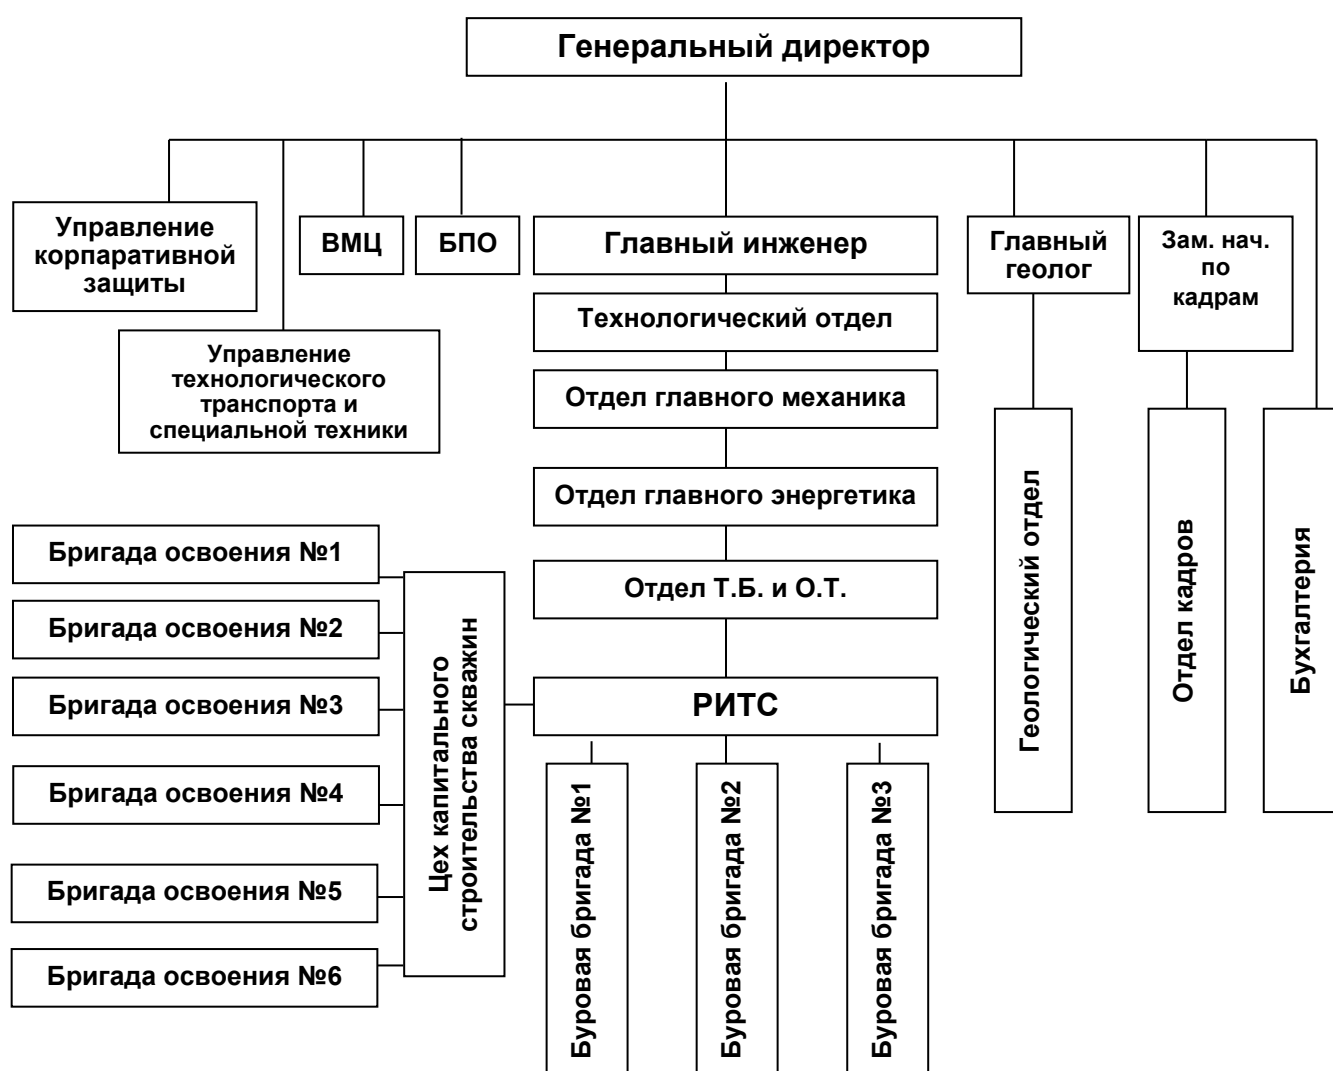 Генеральный директор
Управление
корпаративной
защиты
ВМЦ
БПО
Главный инженер
Главный
геолог
Зам. нач.
по
кадрам
Технологический отдел
Управление
технологического
транспорта и
специальной техники
Отдел главного механика
Отдел главного энергетика
Отдел Т.Б. и О.Т.
РИТС
Бригада освоения №1
Бригада освоения №2
Бригада освоения №3
Бригада освоения №4
Бригада освоения №5
Бригада освоения №6
Цех капитального
строительства скважин
Буровая бригада №1
Буровая бригада №2
Буровая бригада №3
Геологический отдел
Отдел кадров
Бухгалтерия